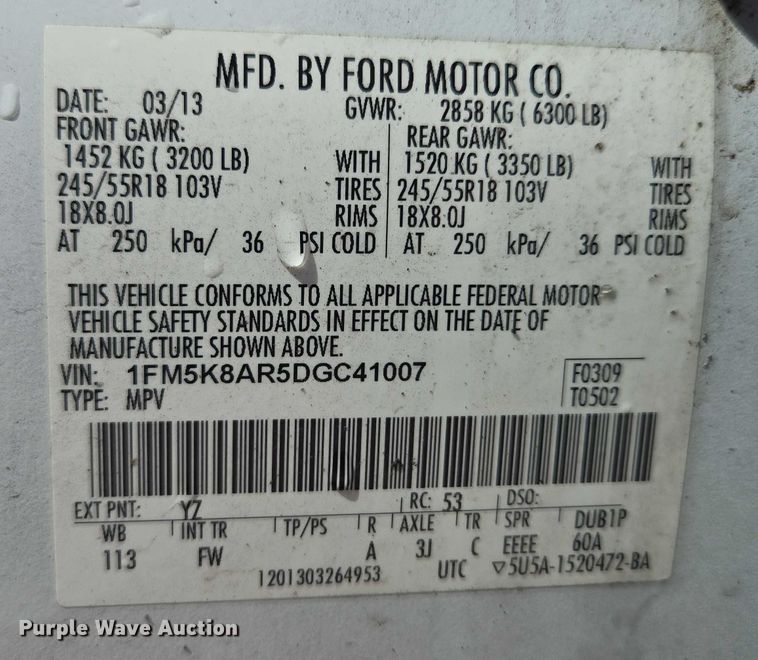 MFD. BY FORD MOTOR CO.
DATE: 03/13 GVWR: 2858 KG ( 6300 LB)
FRONT GAWR: REAR GAWR:
1452 KG ( 3200 LB) WITH 1520 KG ( 3350 LB) WITH
245/55R18 103V TIRES 245/55R18 103V TIRES
18X8.0J RIMS 18X8.0J RIMS
AT 250 kPa/ 36 PSI COLD AT 250 kPa/ 36 PSI COLD
THIS VEHICLE CONFORMS TO ALL APPLICABLE FEDERAL MOTOR
VEHICLE SAFETY STANDARDS IN EFFECT ON THE DATE OF
MANUFACTURE SHOWN ABOVE.
VIN: 1FM5K8AR5DGC41007 F0309
TYPE: MPV T0502
EXT PNT: YZ RC: 53 DSO:
WB INT TR TP/PS R AXLE TR SPR DUB1P
113 FW A 3J C EEEE 60A
1201303264953 UTC ▽5U5A-1520472-BA
Purple Wave Auction